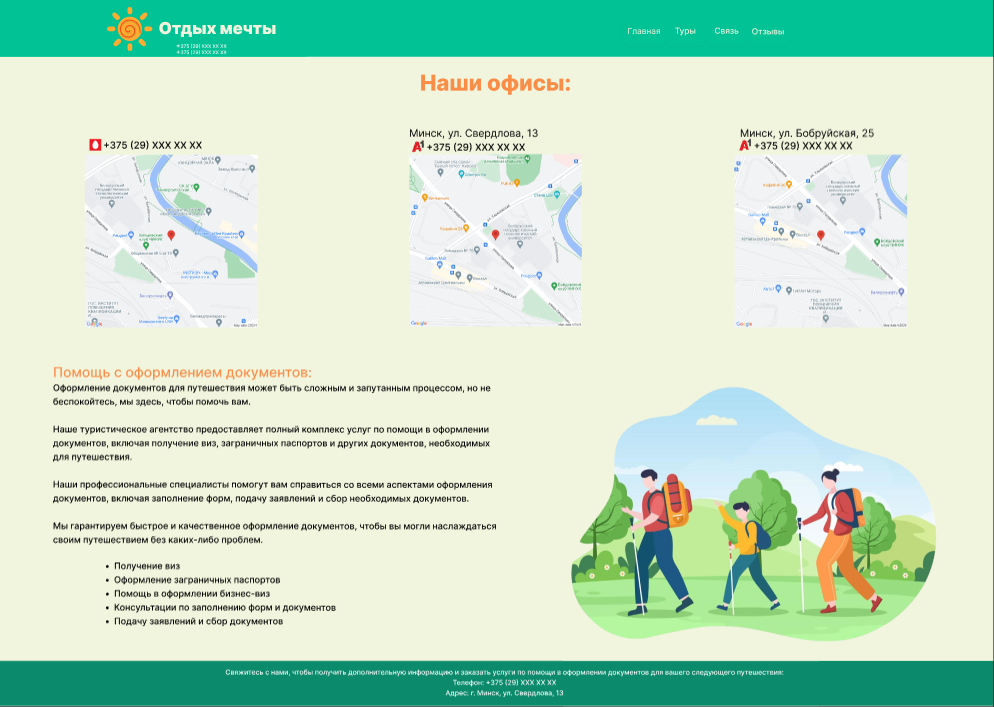 Отдых мечты
+375 (29) XXX XX XX
+375 (29) XXX XX XX
Главная Туры Связь Отзывы
Наши офисы:
+375 (29) XXX XX XX
Минск, ул. Свердлова, 13
A1 +375 (29) XXX XX XX
Минск, ул. Бобруйская, 25
A1 +375 (29) XXX XX XX
Google
Google
Google
Помощь с оформлением документов:
Оформление документов для путешествия может быть сложным и запутанным процессом, но не
беспокойтесь, мы здесь, чтобы помочь вам.
Наше туристическое агентство предоставляет полный комплекс услуг по помощи в оформлении
документов, включая получение виз, заграничных паспортов и других документов, необходимых
для путешествия.
Наши профессиональные специалисты помогут вам справиться со всеми аспектами оформления
документов, включая заполнение форм, подачу заявлений и сбор необходимых документов.
Мы гарантируем быстрое и качественное оформление документов, чтобы вы могли наслаждаться
своим путешествием без каких-либо проблем.
• Получение виз
• Оформление заграничных паспортов
• Помощь в оформлении бизнес-виз
• Консультации по заполнению форм и документов
• Подачу заявлений и сбор документов
Свяжитесь с нами, чтобы получить дополнительную информацию и заказать услуги по помощи в оформлении документов для вашего следующего путешествия:
Телефон: +375 (29) XXX XX XX
Адрес: г. Минск, ул. Свердлова, 13